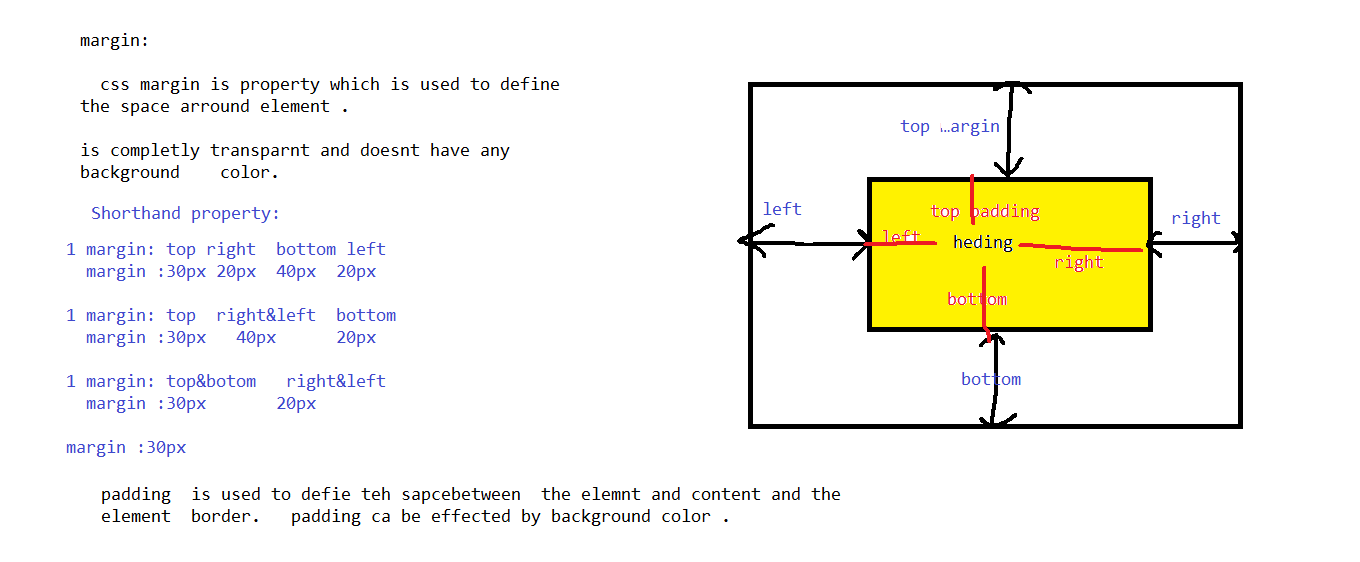 margin:
css margin is property which is used to define
the space arround element .
is completly transparnt and doesnt have any
background color.
Shorthand property:
1 margin: top right bottom left
margin :30px 20px 40px 20px
1 margin: top right&left bottom
margin :30px 40px 20px
1 margin: top&botom right&left
margin :30px 20px
margin :30px
padding is used to defie teh sapcebetween the elemnt and content and the
element border. padding ca be effected by background color .
top
left
right
top padding
left
heding
right
bottom
bottom